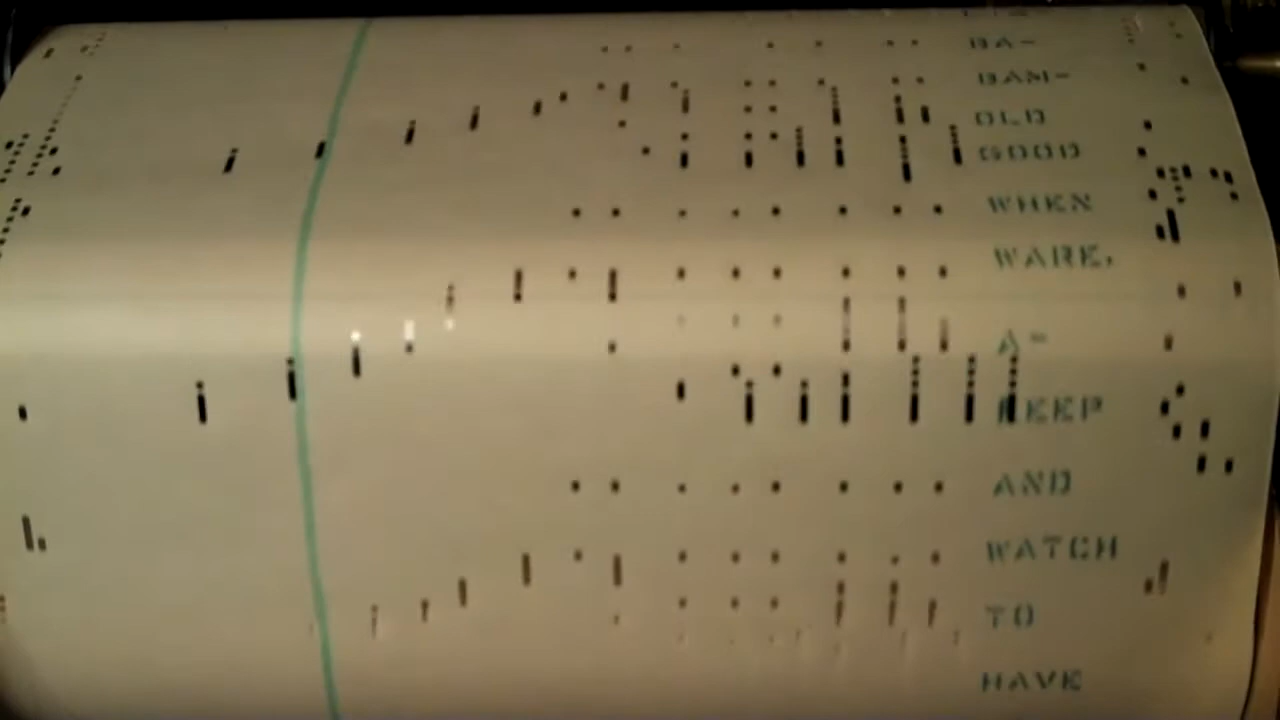 BA-
BAM-
OLD
GOOD
WHEN
WARE,
A-
KEEP
AND
WATCH
TO
HAVE